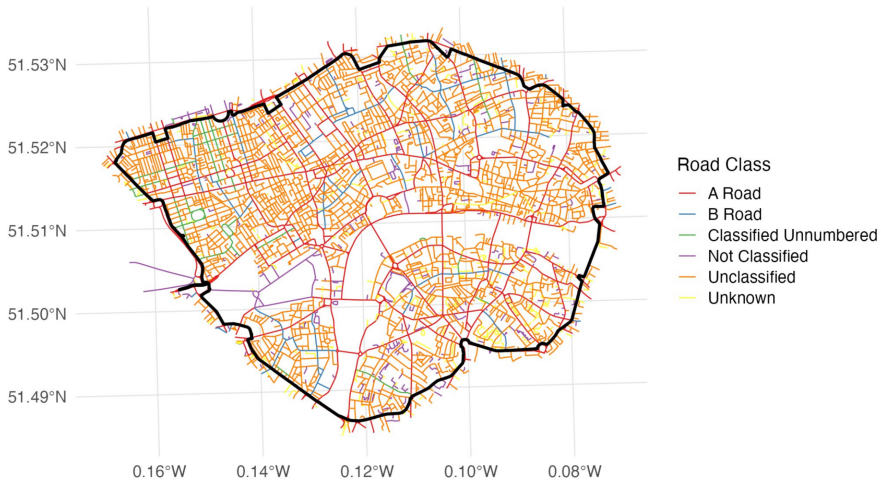 51.53°N
51.52°N
51.51°N
51.50°N
51.49°N
0.16°W
0.14°W
0.12°W
0.10°W
0.08°W
Road Class
A Road
B Road
Classified Unnumbered
Not Classified
Unclassified
Unknown